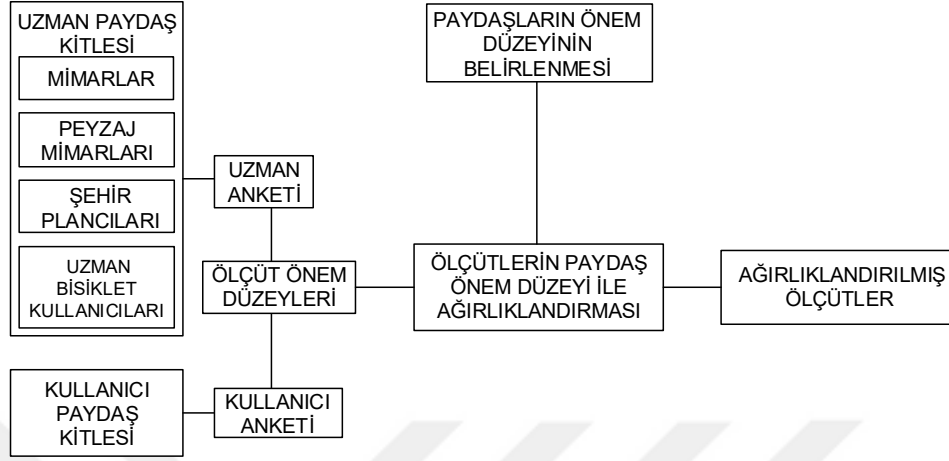 UZMAN PAYDAŞ
KİTLESİ
MİMARLAR
PEYZAJ
MİMARLARI
ŞEHİR
PLANCILARI
UZMAN
BİSİKLET
KULLANICILARI
KULLANICI
PAYDAŞ
KİTLESİ
UZMAN
ANKETİ
ÖLÇÜT ÖNEM
DÜZEYLERİ
KULLANICI
ANKETİ
PAYDAŞLARIN ÖNEM
DÜZEYİNİN
BELİRLENMESİ
ÖLÇÜTLERİN PAYDAŞ
ÖNEM DÜZEYİ İLE
AĞIRLIKLANDIRMASI
AĞIRLIKLANDIRILMIŞ
ÖLÇÜTLER